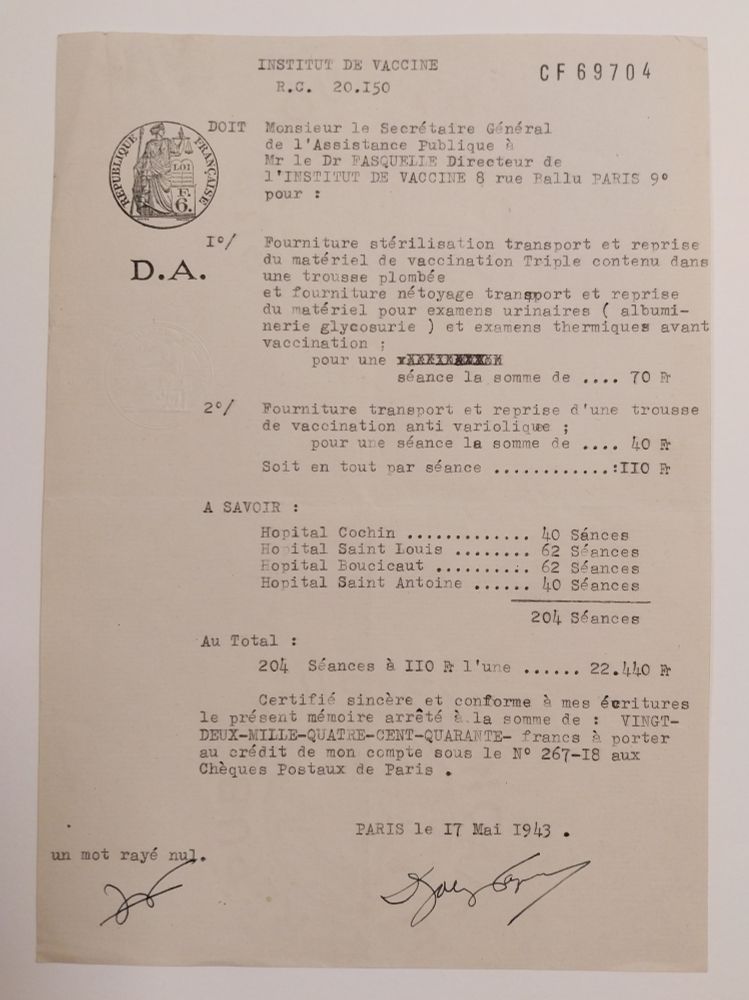 INSTITUT DE VACCINE
R.C. 20.I50
CF 69704
RÉPUBLIQUE FRANÇAISE
LOI
F.
6.
DOIT Monsieur le Secrétaire Général
de l'Assistance Publique à
Mr le Dr FASQUELLE Directeur de
l'INSTITUT DE VACCINE 8 rue Ballu PARIS 9°
pour :
D.A.
I°/ Fourniture stérilisation transport et reprise
du matériel de vaccination Triple contenu dans
une trousse plombée
et fourniture nétoyage transport et reprise
du matériel pour examens urinaires ( albumi-
nerie glycosurie ) et examens thermiques avant
vaccination ;
pour une
séance la somme de .... 70 Fr
2°/ Fourniture transport et reprise d'une trousse
de vaccination anti variolique ;
pour une séance la somme de .... 40 Fr
Soit en tout par séance ............:II0 Fr
A SAVOIR :
Hopital Cochin ............. 40 Sánces
Hopital Saint Louis ........ 62 Séances
Hopital Boucicaut .......... 62 Séances
Hopital Saint Antoine ...... 40 Séances
204 Séances
Au Total :
204 Séances à II0 Fr l'une ...... 22.440 Fr
Certifié sincère et conforme à mes écritures
le présent mémoire arrêté à la somme de : VINGT-
DEUX-MILLE-QUATRE-CENT-QUARANTE- francs à porter
au crédit de mon compte sous le N° 267-I8 aux
Chèques Postaux de Paris .
PARIS le I7 Mai I943 .
un mot rayé nul.